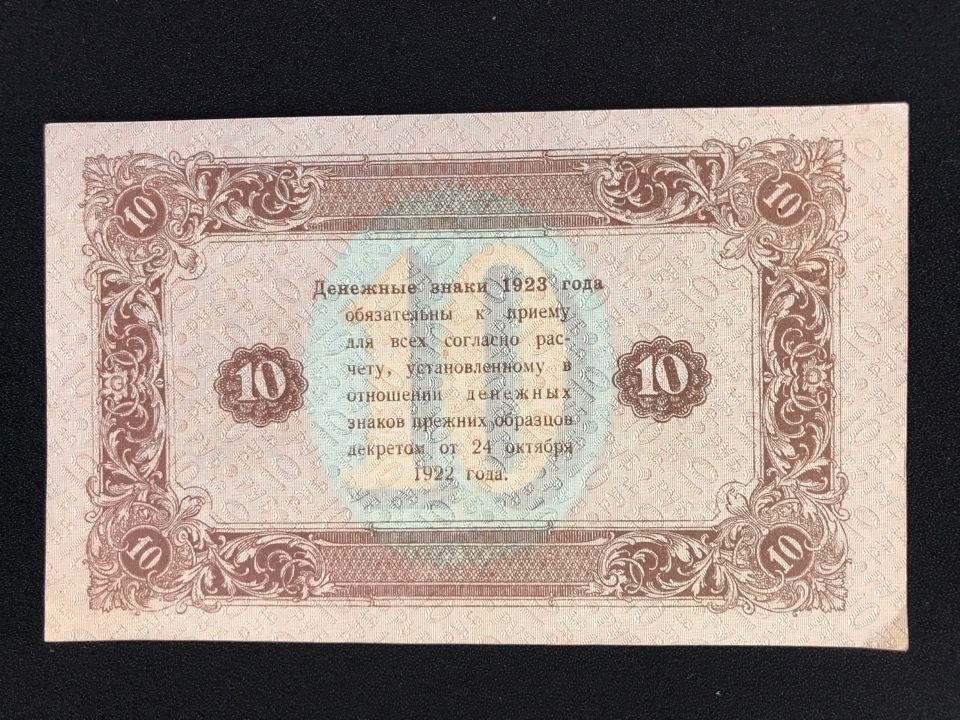 10 10
10
Денежные знаки 1923 года
обязательны к приему
для всех согласно рас-
чету, установленному в
10 10
отношении денежных
знаков прежних образцов
декретом от 24 октября
1922 года.
10 10